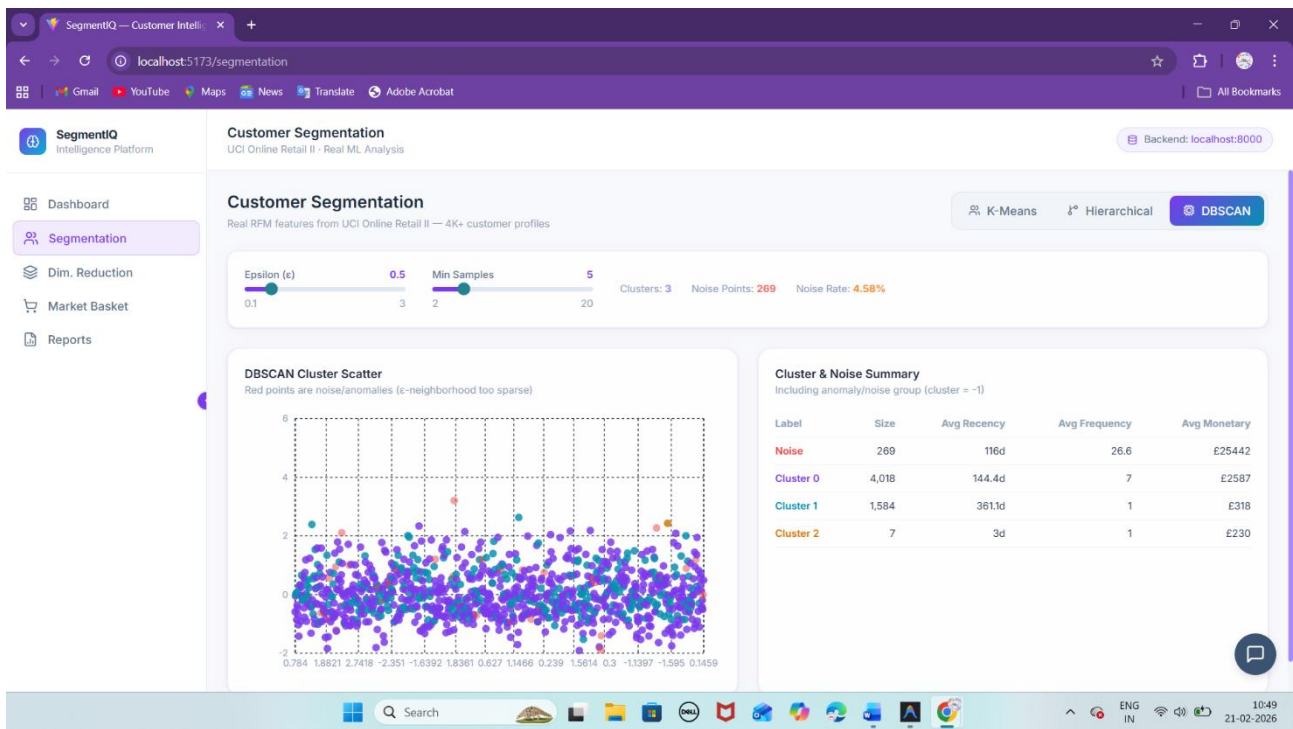 SegmentIQ — Customer Intellig
localhost:5173/segmentation
Gmail YouTube Maps News Translate Adobe Acrobat All Bookmarks
SegmentIQ
Intelligence Platform
Customer Segmentation
UCI Online Retail II · Real ML Analysis
Backend: localhost:8000
Dashboard
Segmentation
Dim. Reduction
Market Basket
Reports
Customer Segmentation
Real RFM features from UCI Online Retail II — 4K+ customer profiles
K-Means Hierarchical DBSCAN
Epsilon (ε) 0.5 Min Samples 5
Clusters: 3 Noise Points: 269 Noise Rate: 4.58%
0.1 3 2 20
DBSCAN Cluster Scatter
Red points are noise/anomalies (ε-neighborhood too sparse)
6
4
2
0
-2
0.784 1.8821 2.7418 -2.351 -1.6392 1.8361 0.627 1.1466 0.239 1.5614 0.3 -1.1397 -1.595 0.1459
Cluster & Noise Summary
Including anomaly/noise group (cluster = -1)
Label Size Avg Recency Avg Frequency Avg Monetary
Noise 269 116d 26.6 £25442
Cluster 0 4,018 144.4d 7 £2587
Cluster 1 1,584 361.1d 1 £318
Cluster 2 7 3d 1 £230
Search
DELL
ENG
IN
10:49
21-02-2026